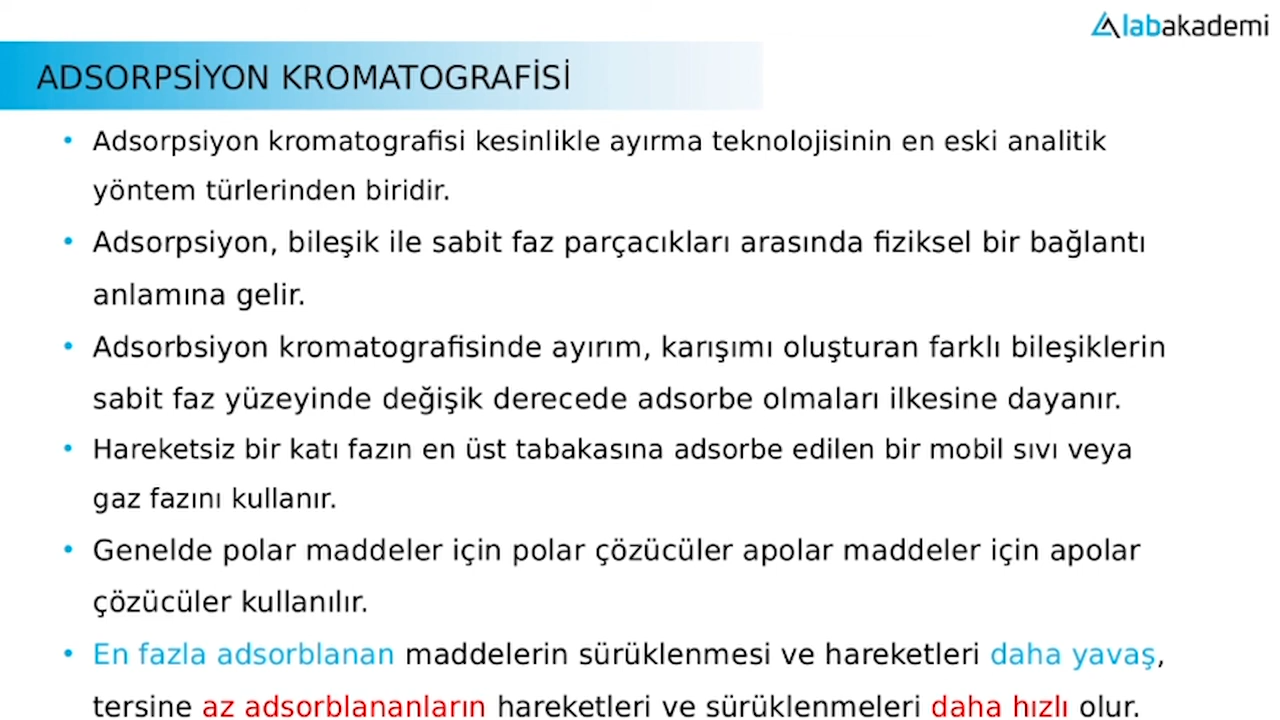 labakademi
ADSORPSİYON KROMATOGRAFİSİ
• Adsorpsiyon kromatografisi kesinlikle ayırma teknolojisinin en eski analitik
yöntem türlerinden biridir.
• Adsorpsiyon, bileşik ile sabit faz parçacıkları arasında fiziksel bir bağlantı
anlamına gelir.
• Adsorbsiyon kromatografisinde ayırım, karışımı oluşturan farklı bileşiklerin
sabit faz yüzeyinde değişik derecede adsorbe olmaları ilkesine dayanır.
• Hareketsiz bir katı fazın en üst tabakasına adsorbe edilen bir mobil sıvı veya
gaz fazını kullanır.
• Genelde polar maddeler için polar çözücüler apolar maddeler için apolar
çözücüler kullanılır.
• En fazla adsorblanan maddelerin sürüklenmesi ve hareketleri daha yavaş,
tersine az adsorblananların hareketleri ve sürüklenmeleri daha hızlı olur.